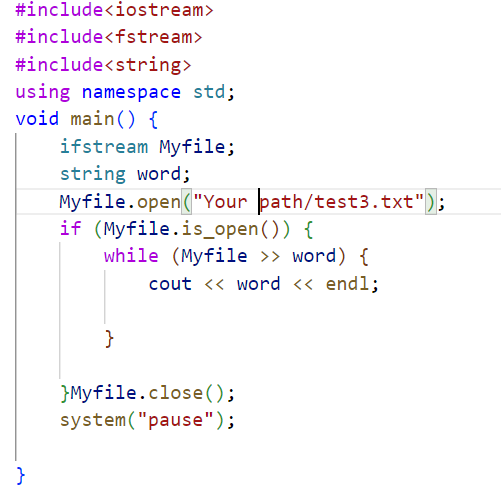 #include<iostream>
#include<fstream>
#include<string>
using namespace std;
void main() {
    ifstream Myfile;
    string word;
    Myfile.open("Your path/test3.txt");
    if (Myfile.is_open()) {
        while (Myfile >> word) {
            cout << word << endl;
        }
    }Myfile.close();
    system("pause");
}